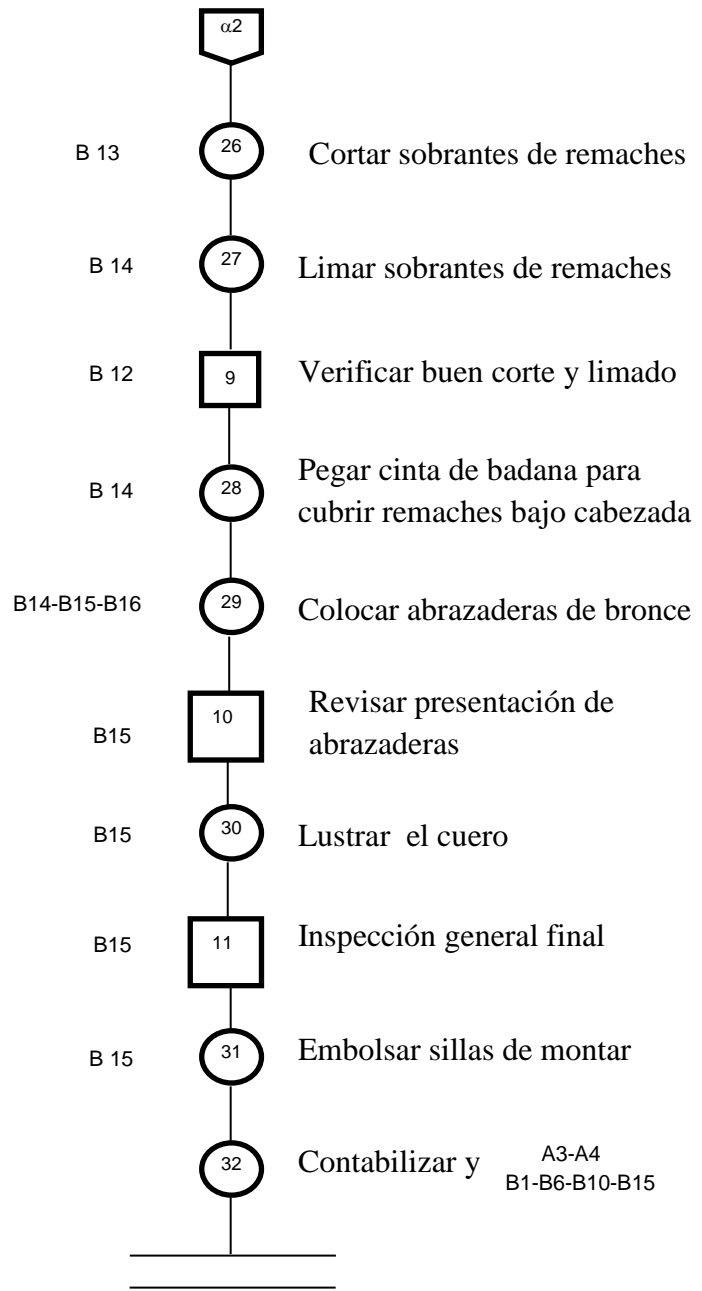 α2
B 13
26
Cortar sobrantes de remaches
B 14
27
Limar sobrantes de remaches
B 12
9
Verificar buen corte y limado
B 14
28
Pegar cinta de badana para
cubrir remaches bajo cabezada
B14-B15-B16
29
Colocar abrazaderas de bronce
B15
10
Revisar presentación de
abrazaderas
B15
30
Lustrar el cuero
B15
11
Inspección general final
B 15
31
Embolsar sillas de montar
32
Contabilizar y
A3-A4
B1-B6-B10-B15